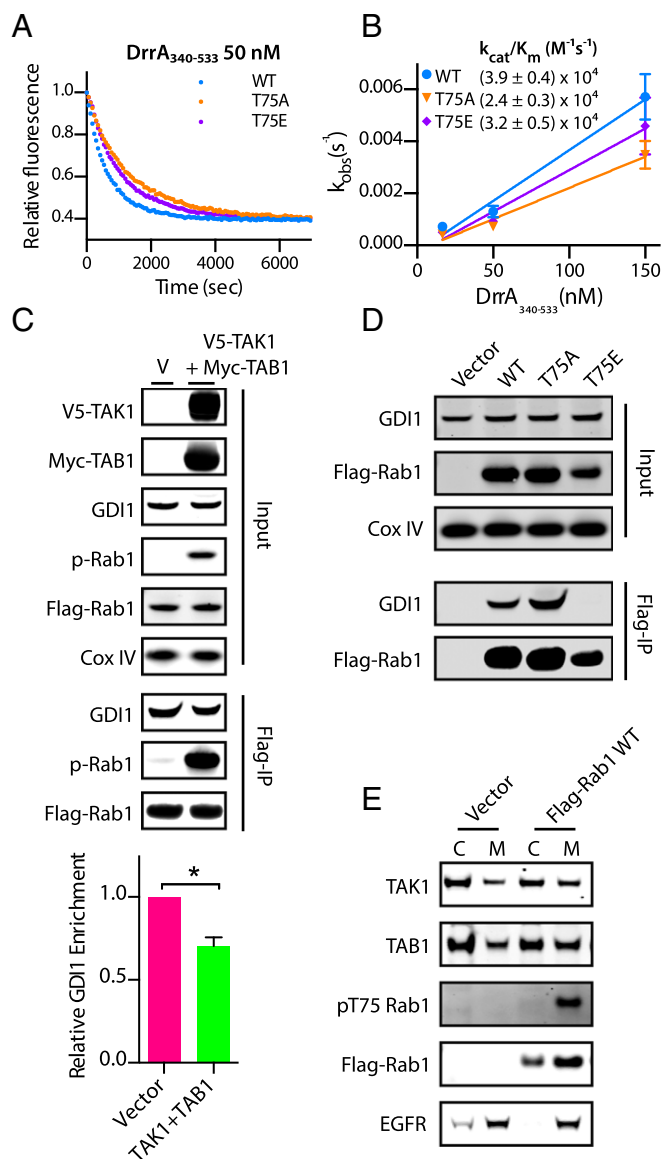 A
DrrA340-533 50 nM
WT
T75A
T75E
Relative fluorescence
1.0
0.8
0.6
0.4
0
2000
4000
6000
Time (sec)
B
kcat/Km (M-1s-1)
WT (3.9 ± 0.4) x 10^4
T75A (2.4 ± 0.3) x 10^4
T75E (3.2 ± 0.5) x 10^4
kobs(s-1)
0.006
0.004
0.002
0.000
50
100
150
DrrA340-533(nM)
C
V5-TAK1
V + Myc-TAB1
V5-TAK1
Myc-TAB1
GDI1
p-Rab1
Flag-Rab1
Cox IV
Input
GDI1
p-Rab1
Flag-Rab1
Flag-IP
Relative GDI1 Enrichment
1.0
0.5
0.0
*
Vector
TAK1+TAB1
D
Vector
WT
T75A
T75E
GDI1
Flag-Rab1
Cox IV
Input
GDI1
Flag-Rab1
Flag-IP
E
Vector
Flag-Rab1 WT
C M C M
TAK1
TAB1
pT75 Rab1
Flag-Rab1
EGFR